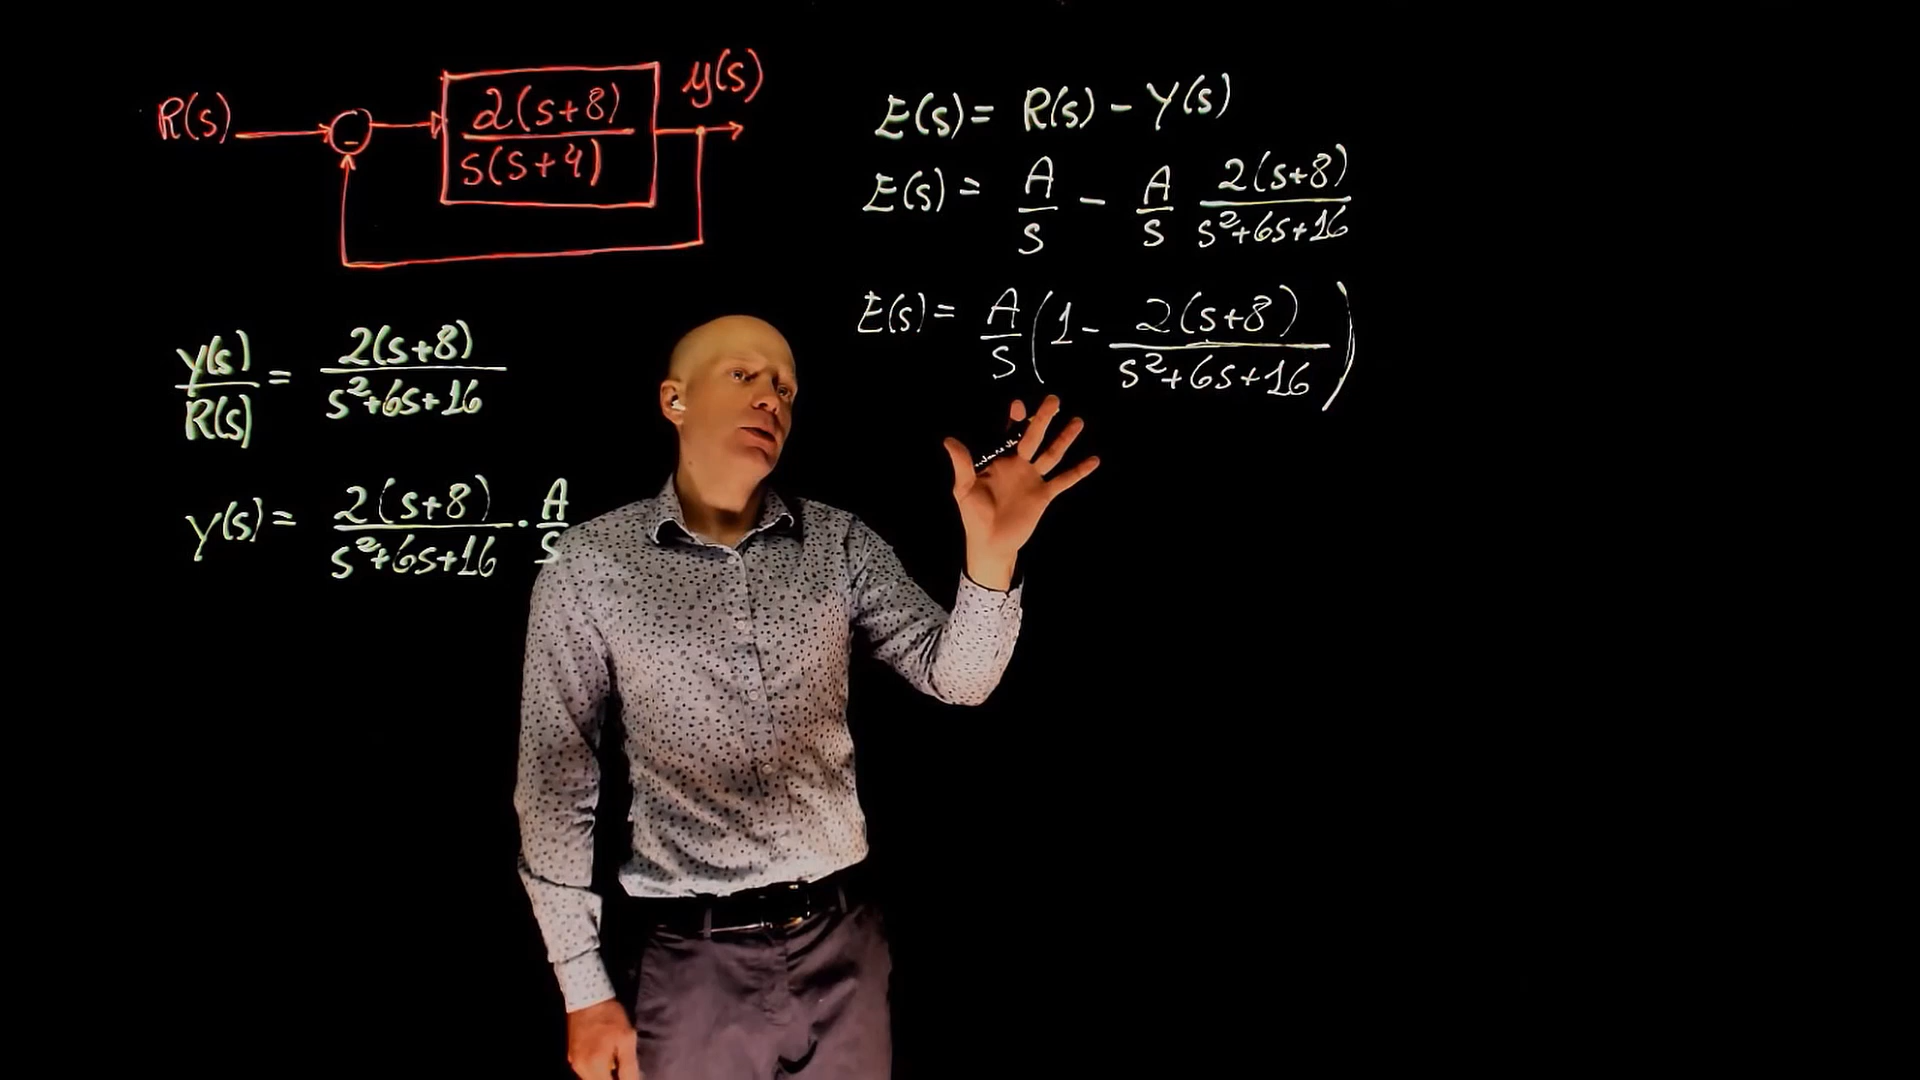 R(s)
-
2(s+8)
s(s+4)
y(s)
y(s)/R(s) = 2(s+8)/s²+6s+16
y(s) = 2(s+8)/s²+6s+16 · A/s
E(s) = R(s) - Y(s)
E(s) = A/s - A/s 2(s+8)/s²+6s+16
E(s) = A/s (1 - 2(s+8)/s²+6s+16)